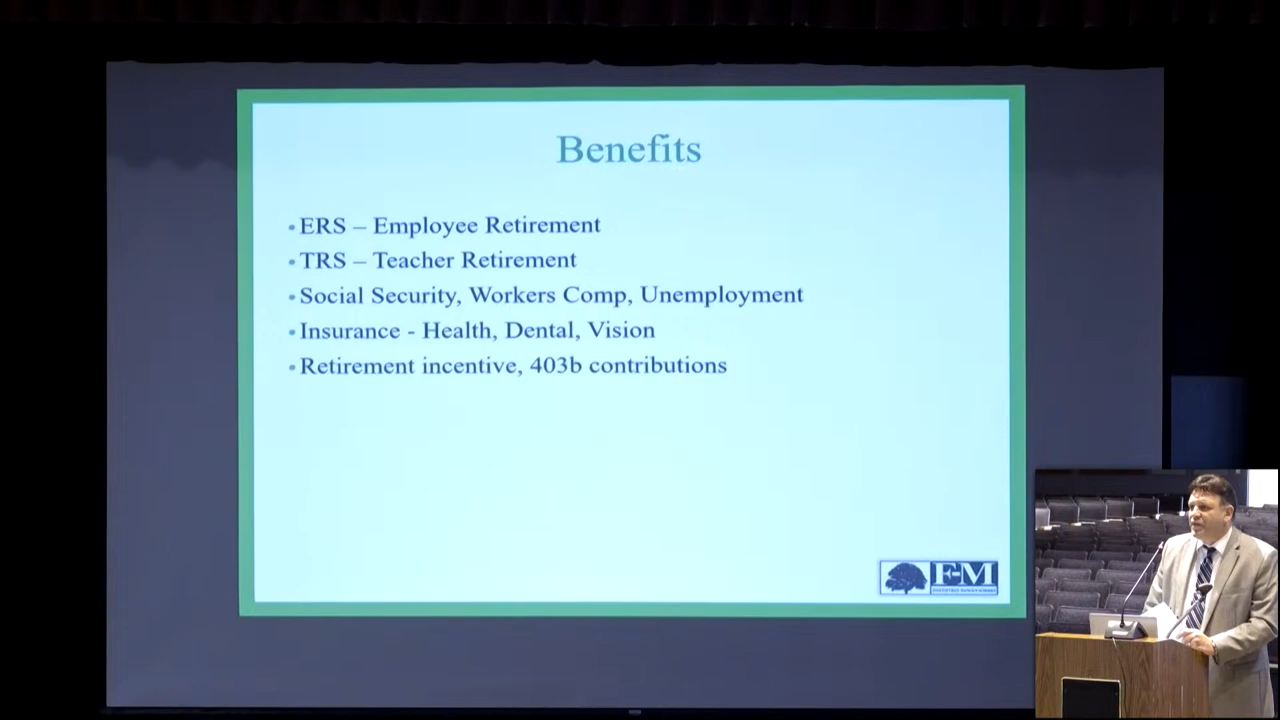 Benefits
•ERS – Employee Retirement
•TRS – Teacher Retirement
•Social Security, Workers Comp, Unemployment
•Insurance - Health, Dental, Vision
•Retirement incentive, 403b contributions
F-M